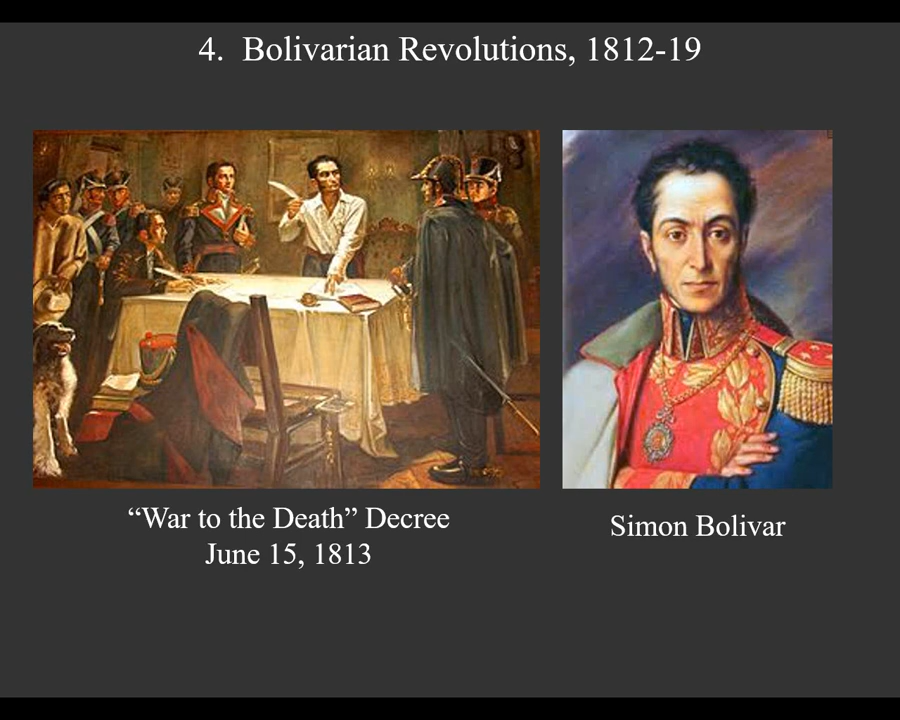 4. Bolivarian Revolutions, 1812-19
“War to the Death” Decree
June 15, 1813
Simon Bolivar